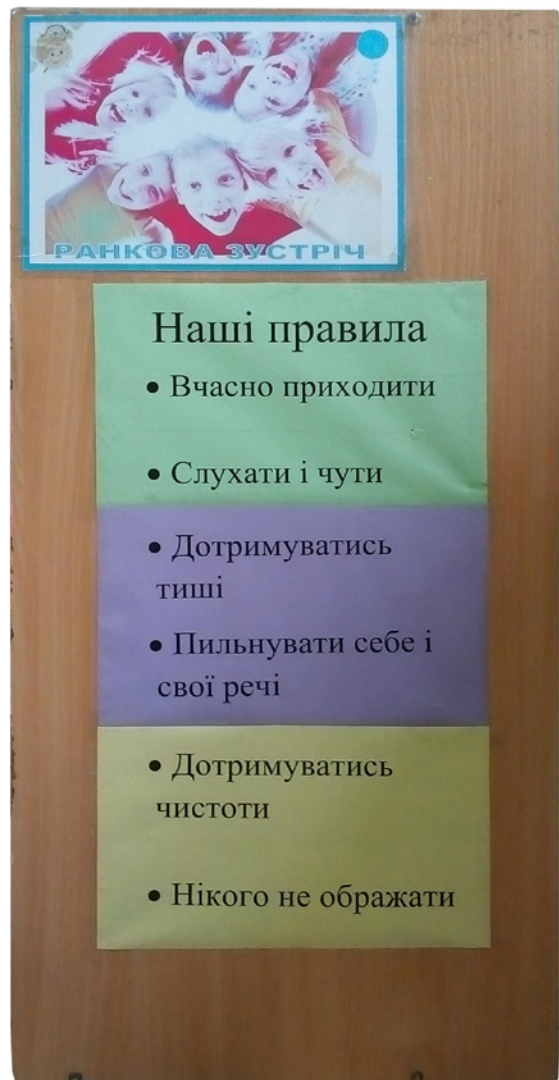 РАНКОВА ЗУСТРІЧ
Наші правила
• Вчасно приходити
• Слухати і чути
• Дотримуватись
тиші
• Пильнувати себе і
свої речі
• Дотримуватись
чистоти
• Нікого не ображати